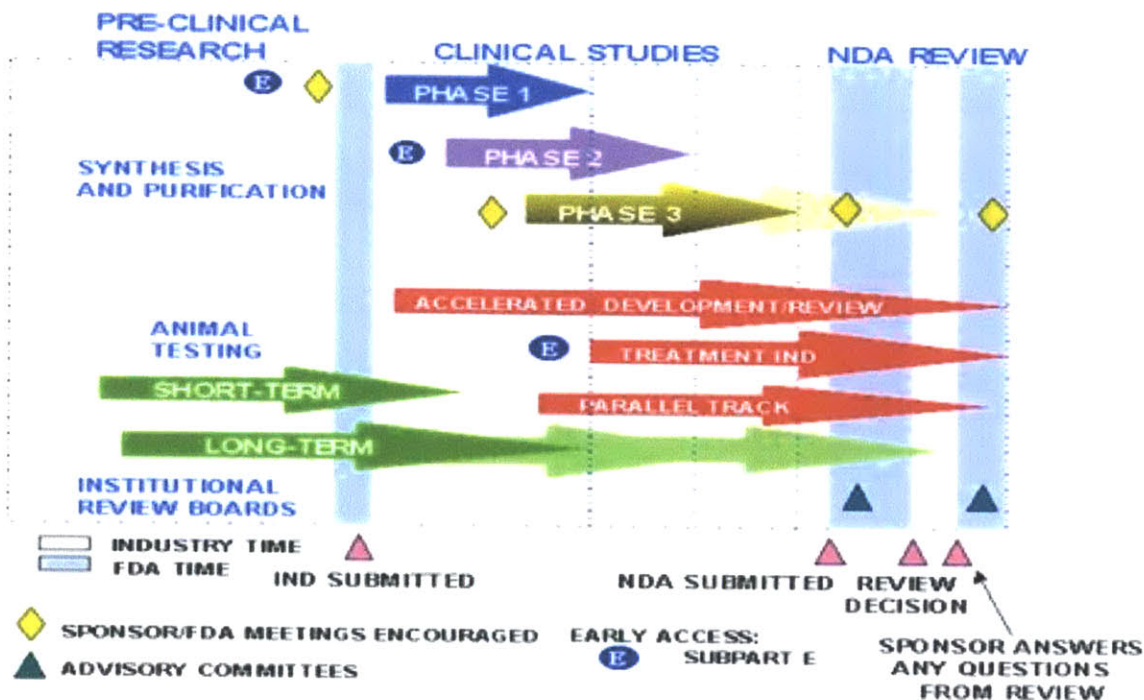 PRE-CLINICAL
RESEARCH
CLINICAL STUDIES
NDA REVIEW
E
PHASE 1
E
PHASE 2
SYNTHESIS
AND PURIFICATION
PHASE 3
ACCELERATED DEVELOPMENT/REVIEW
ANIMAL
TESTING
E
TREATMENT IND
SHORT-TERM
PARALLEL TRACK
LONG-TERM
INSTITUTIONAL
REVIEW BOARDS
INDUSTRY TIME
FDA TIME
IND SUBMITTED
NDA SUBMITTED
REVIEW
DECISION
SPONSOR/FDA MEETINGS ENCOURAGED
ADVISORY COMMITTEES
EARLY ACCESS:
E SUBPART E
SPONSOR ANSWERS
ANY QUESTIONS
FROM REVIEW